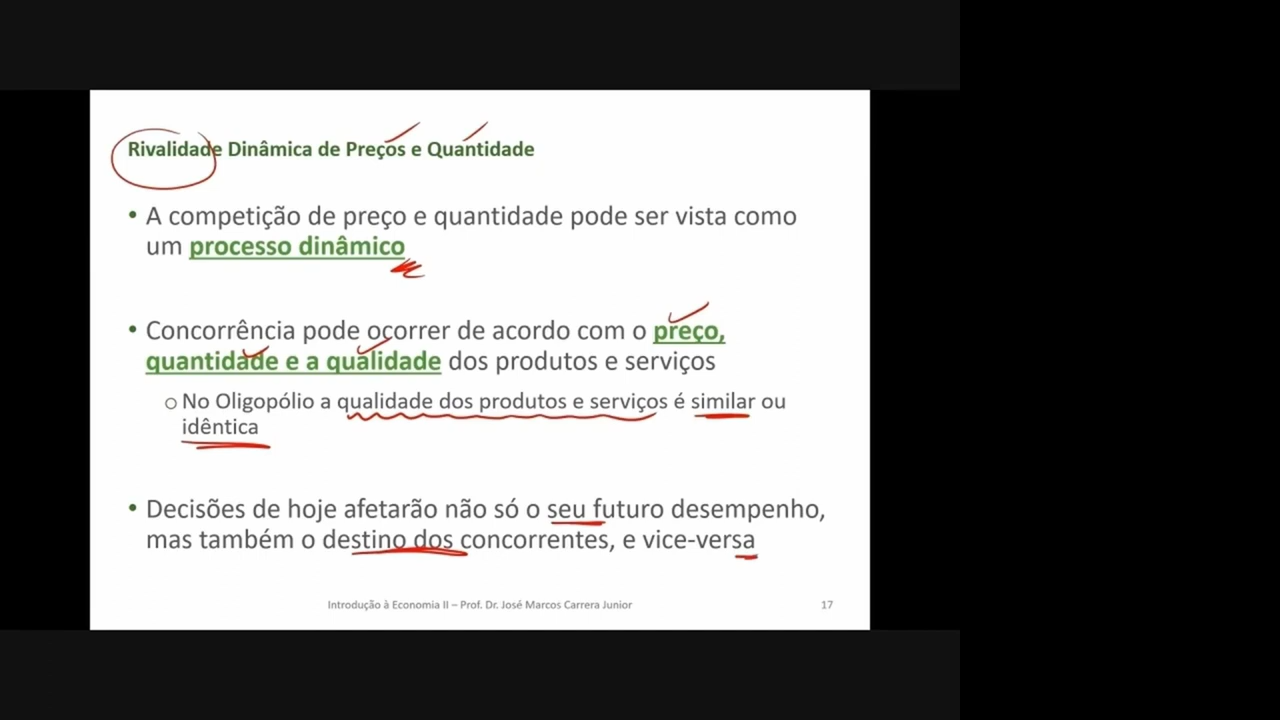 Rivalidade Dinâmica de Preços e Quantidade
• A competição de preço e quantidade pode ser vista como
um processo dinâmico
• Concorrência pode ocorrer de acordo com o preço,
quantidade e a qualidade dos produtos e serviços
o No Oligopólio a qualidade dos produtos e serviços é similar ou
idêntica
• Decisões de hoje afetarão não só o seu futuro desempenho,
mas também o destino dos concorrentes, e vice-versa
Introdução à Economia II – Prof. Dr. José Marcos Carrera Junior
17